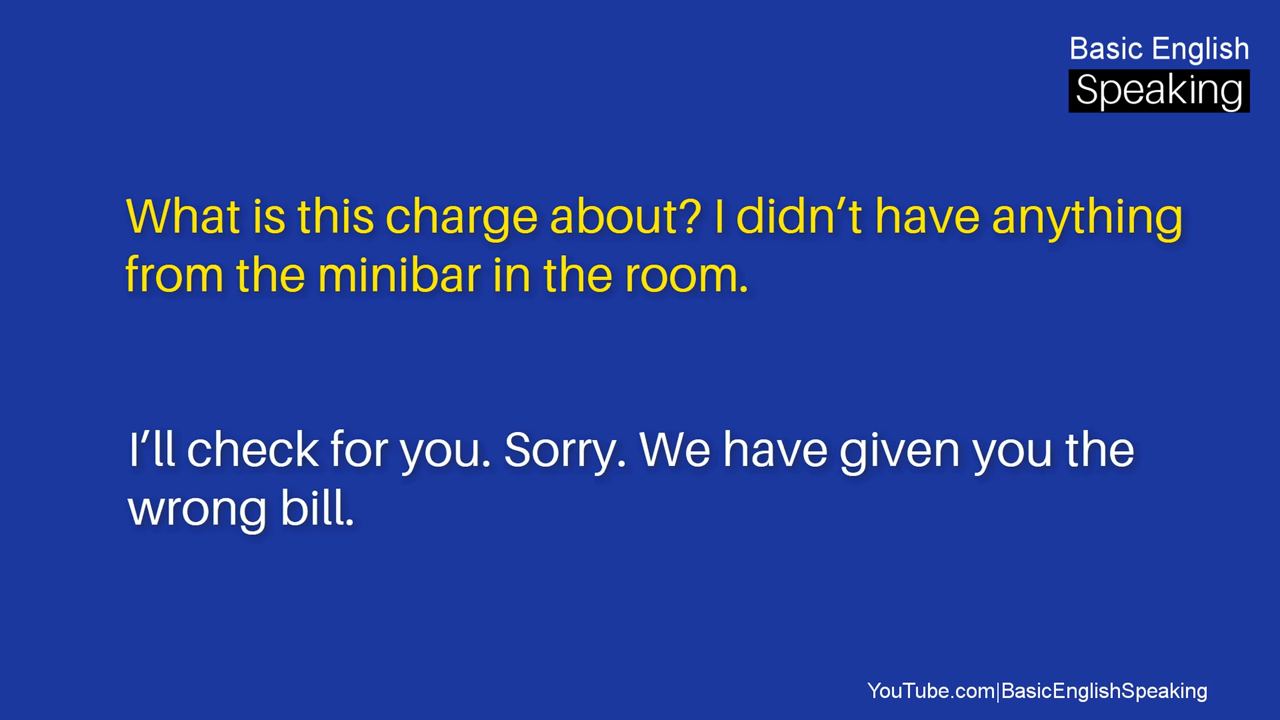 Basic English
Speaking
What is this charge about? I didn’t have anything
from the minibar in the room.
I’ll check for you. Sorry. We have given you the
wrong bill.
YouTube.com|BasicEnglishSpeaking